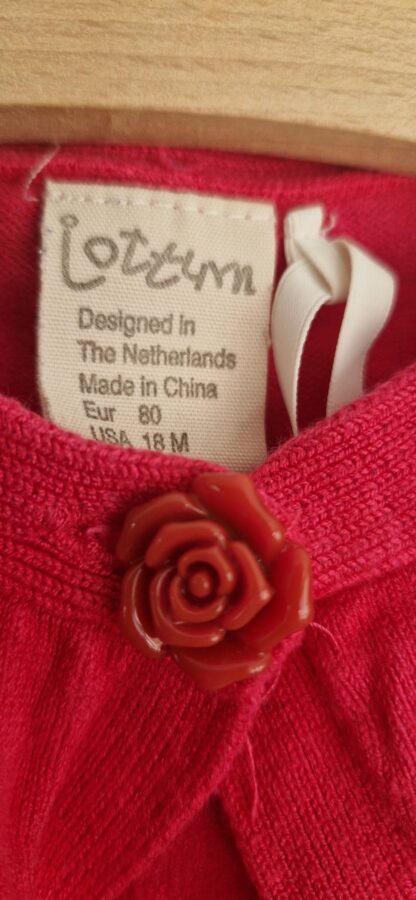 Lottum
Designed in
The Netherlands
Made in China
Eur 80
USA 18 M